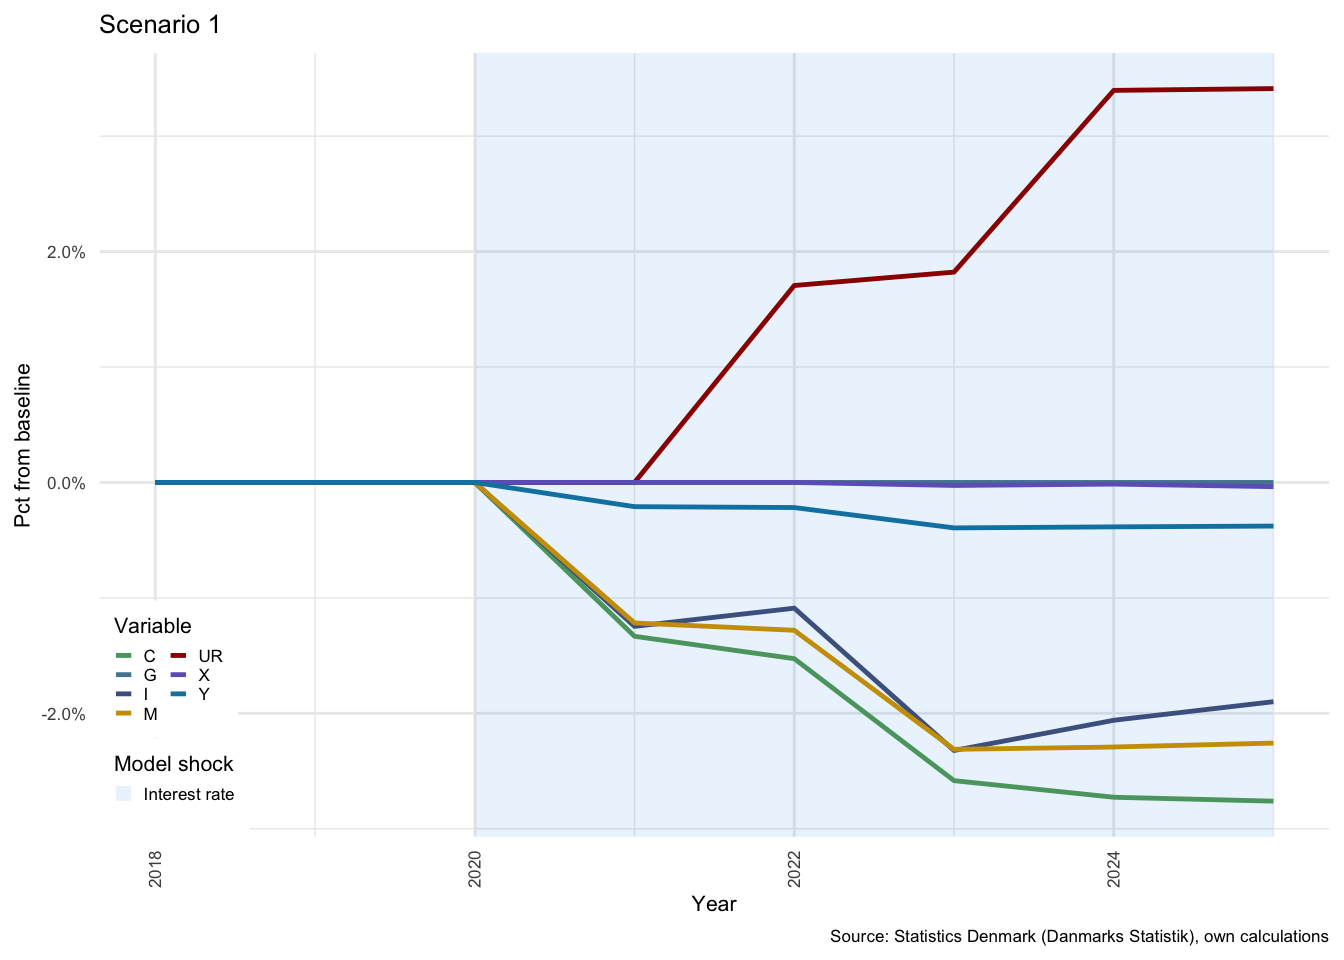 Scenario 1
Pct from baseline
2.0%
0.0%
-2.0%
Variable
C UR
G X
I Y
M
Model shock
Interest rate
2018 2020 2022 2024
Year
Source: Statistics Denmark (Danmarks Statistik), own calculations